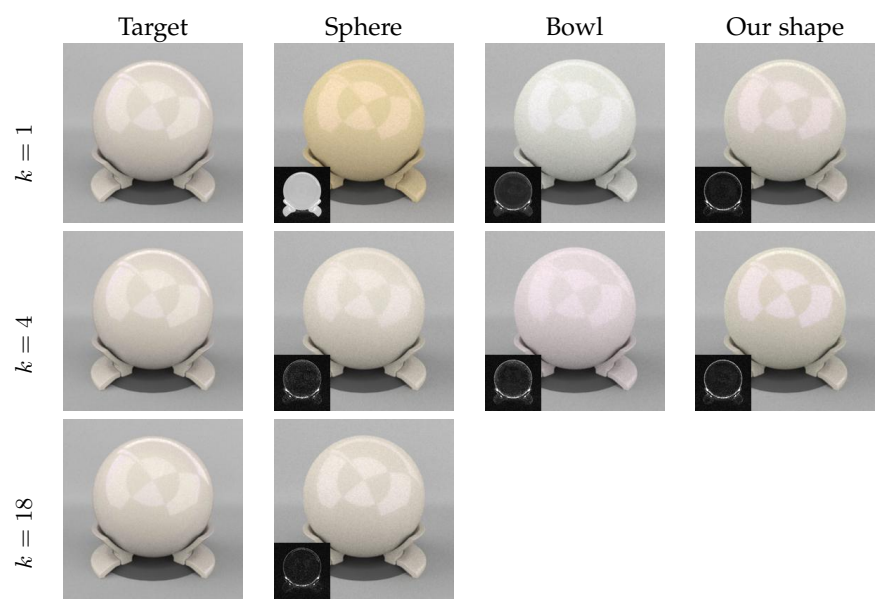 Target Sphere Bowl Our shape
k = 1
k = 4
k = 18